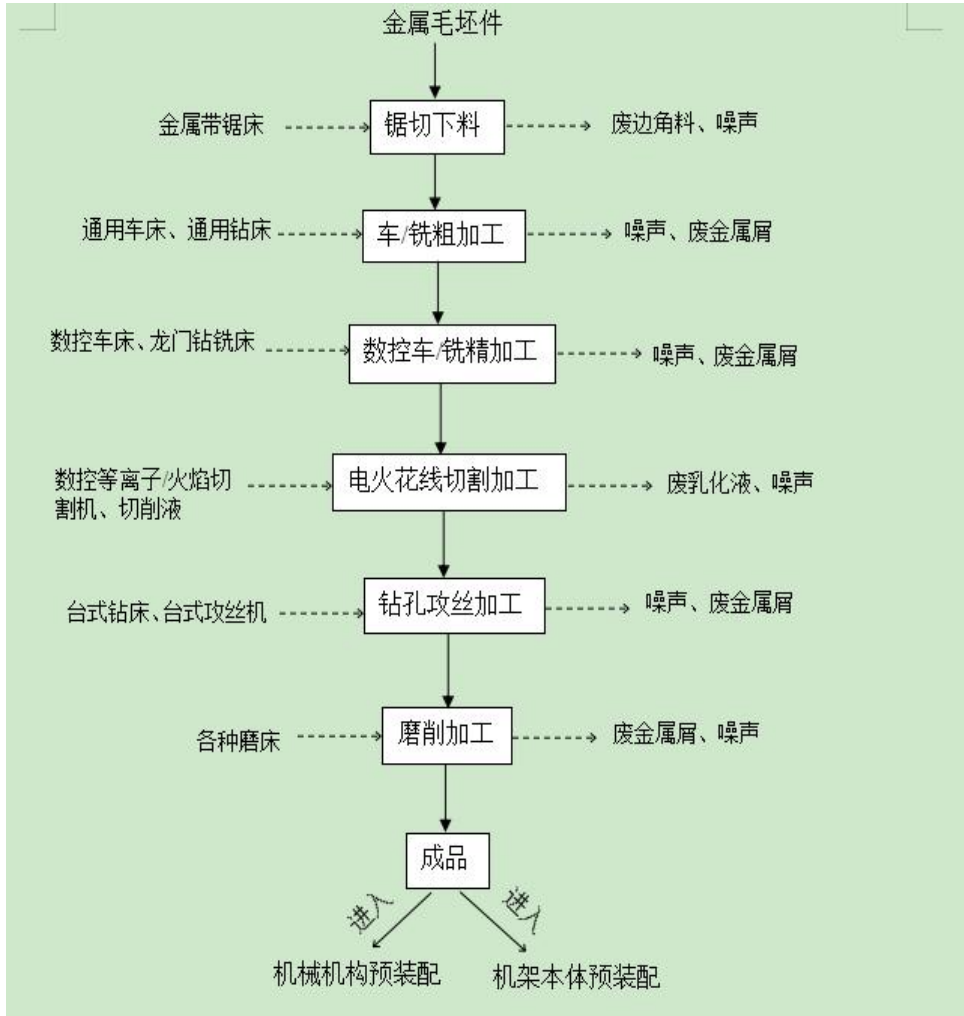 金属毛坯件
金属带锯床
锯切下料
废边角料、噪声
通用车床、通用钻床
车/铣粗加工
噪声、废金属屑
数控车床、龙门钻铣床
数控车/铣精加工
噪声、废金属屑
数控等离子/火焰切
割机、切削液
电火花线切割加工
废乳化液、噪声
台式钻床、台式攻丝机
钻孔攻丝加工
噪声、废金属屑
各种磨床
磨削加工
废金属屑、噪声
成品
进入
进入
机械机构预装配
机架本体预装配